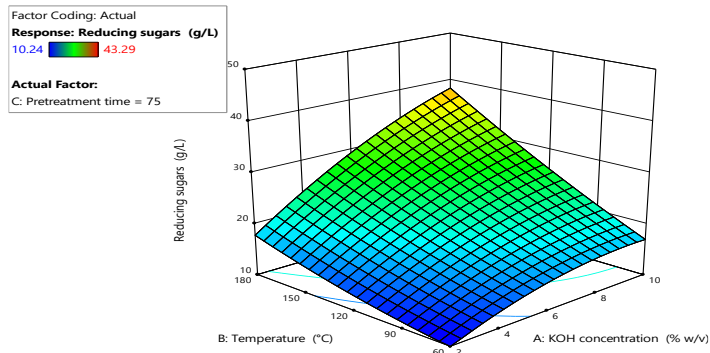 Factor Coding: Actual
Response: Reducing sugars (g/L)
10.24 43.29
Actual Factor:
C: Pretreatment time = 75
50
40
30
20
10
Reducing sugars (g/L)
180
150
120
90
60
B: Temperature (°C)
2
4
6
8
10
A: KOH concentration (% w/v)